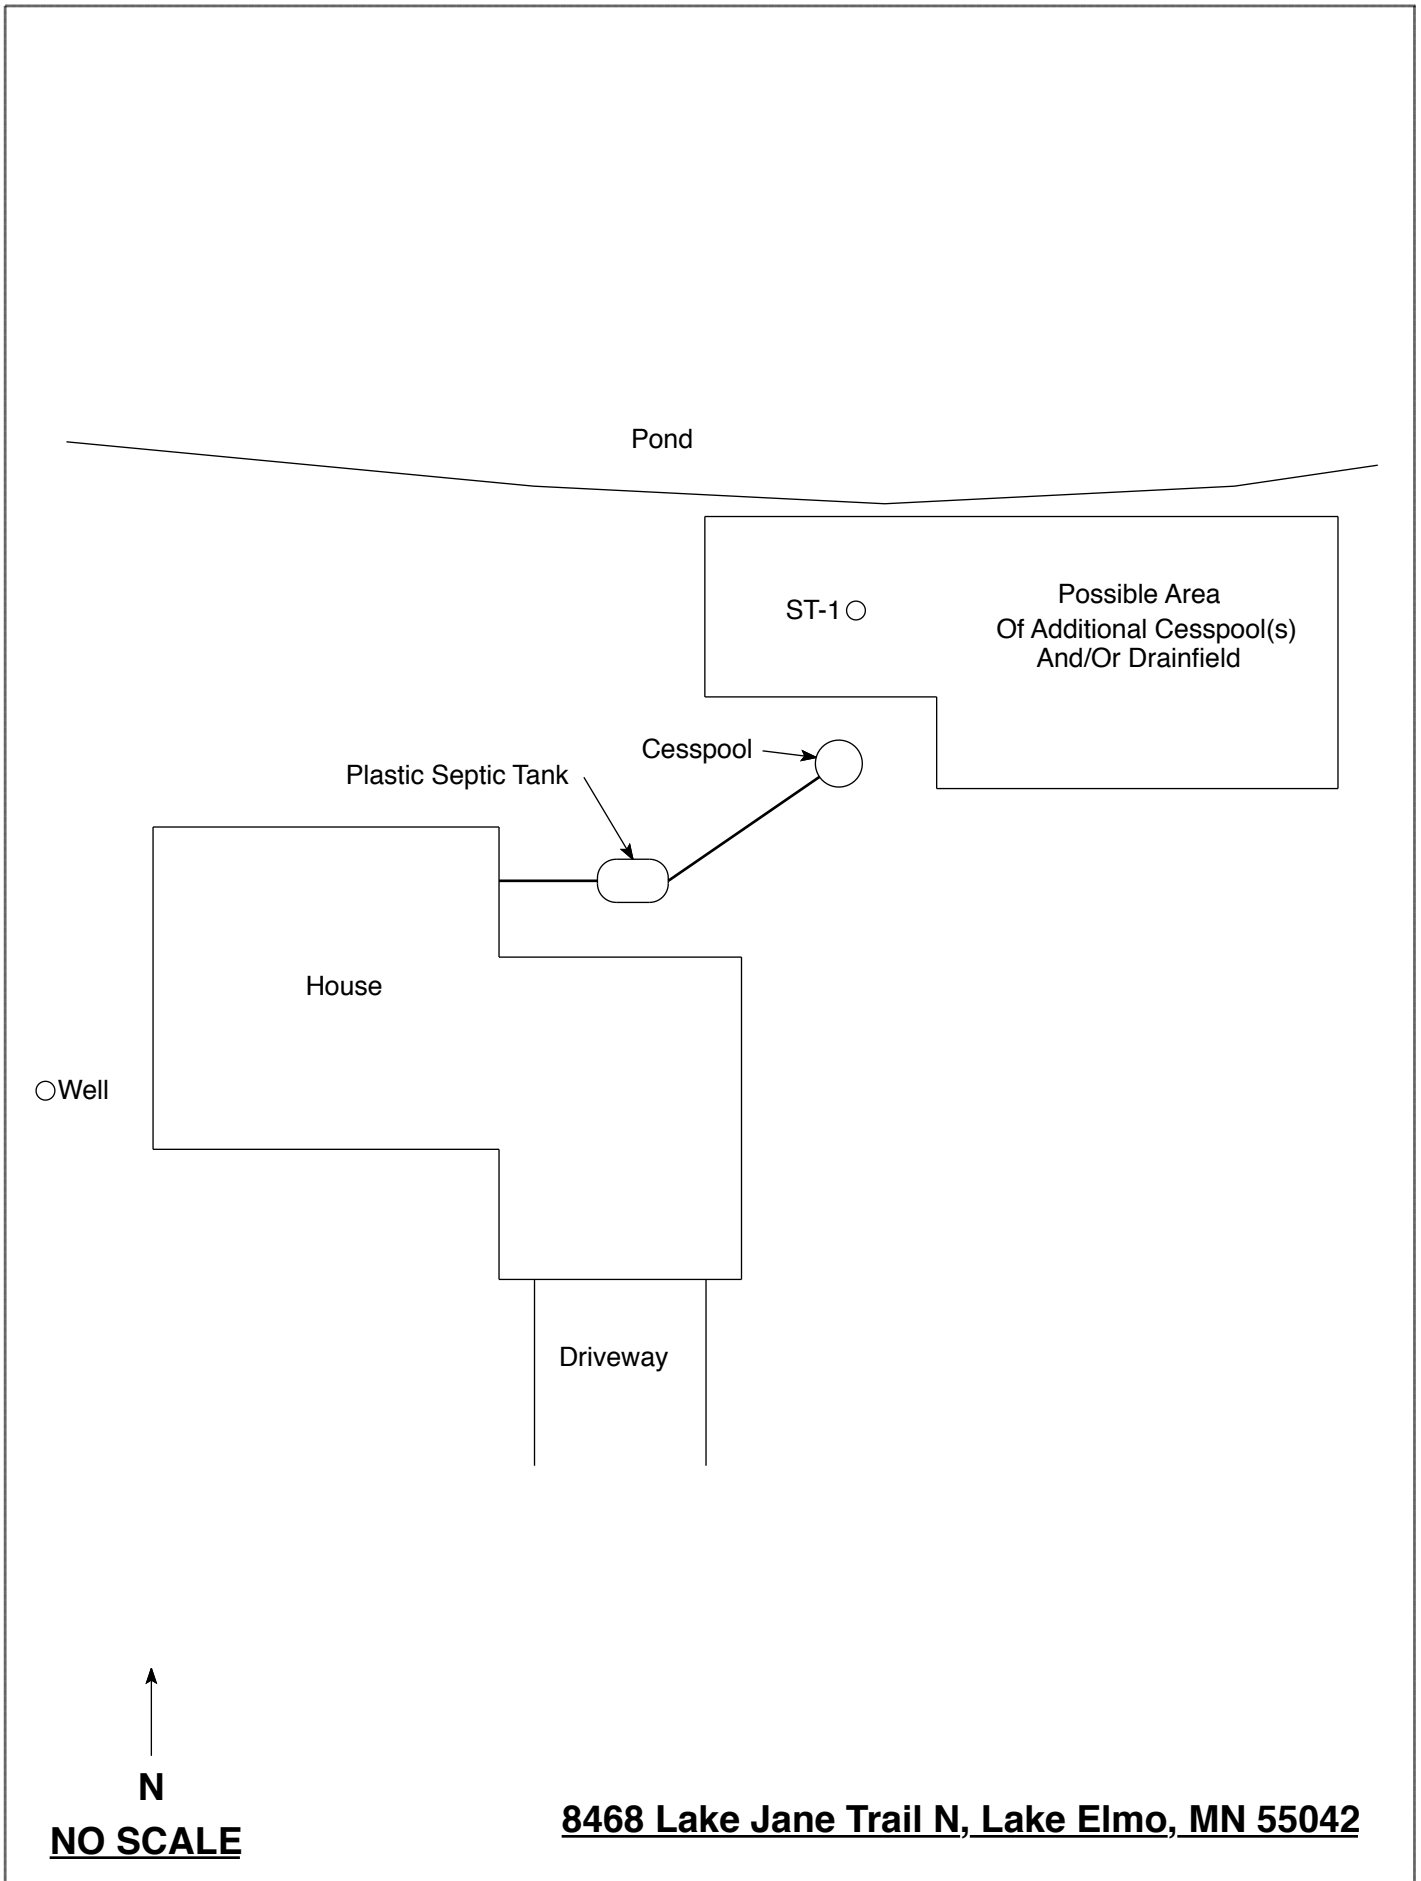 Pond
Possible Area
ST-1
Of Additional Cesspool(s)
And/Or Drainfield
Cesspool
Plastic Septic Tank
House
Well
Driveway
N
NO SCALE
8468 Lake Jane Trail N, Lake Elmo, MN 55042